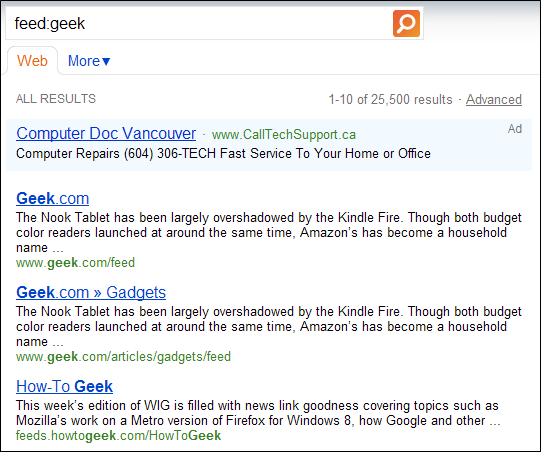 feed:geek
Web More▼
ALL RESULTS 1-10 of 25,500 results · Advanced
Computer Doc Vancouver · www.CallTechSupport.ca Ad
Computer Repairs (604) 306-TECH Fast Service To Your Home or Office
Geek.com
The Nook Tablet has been largely overshadowed by the Kindle Fire. Though both budget
color readers launched at around the same time, Amazon's has become a household
name ...
www.geek.com/feed
Geek.com » Gadgets
The Nook Tablet has been largely overshadowed by the Kindle Fire. Though both budget
color readers launched at around the same time, Amazon's has become a household
name ...
www.geek.com/articles/gadgets/feed
How-To Geek
This week's edition of WIG is filled with news link goodness covering topics such as
Mozilla's work on a Metro version of Firefox for Windows 8, how Google and other ...
feeds.howtogeek.com/HowToGeek